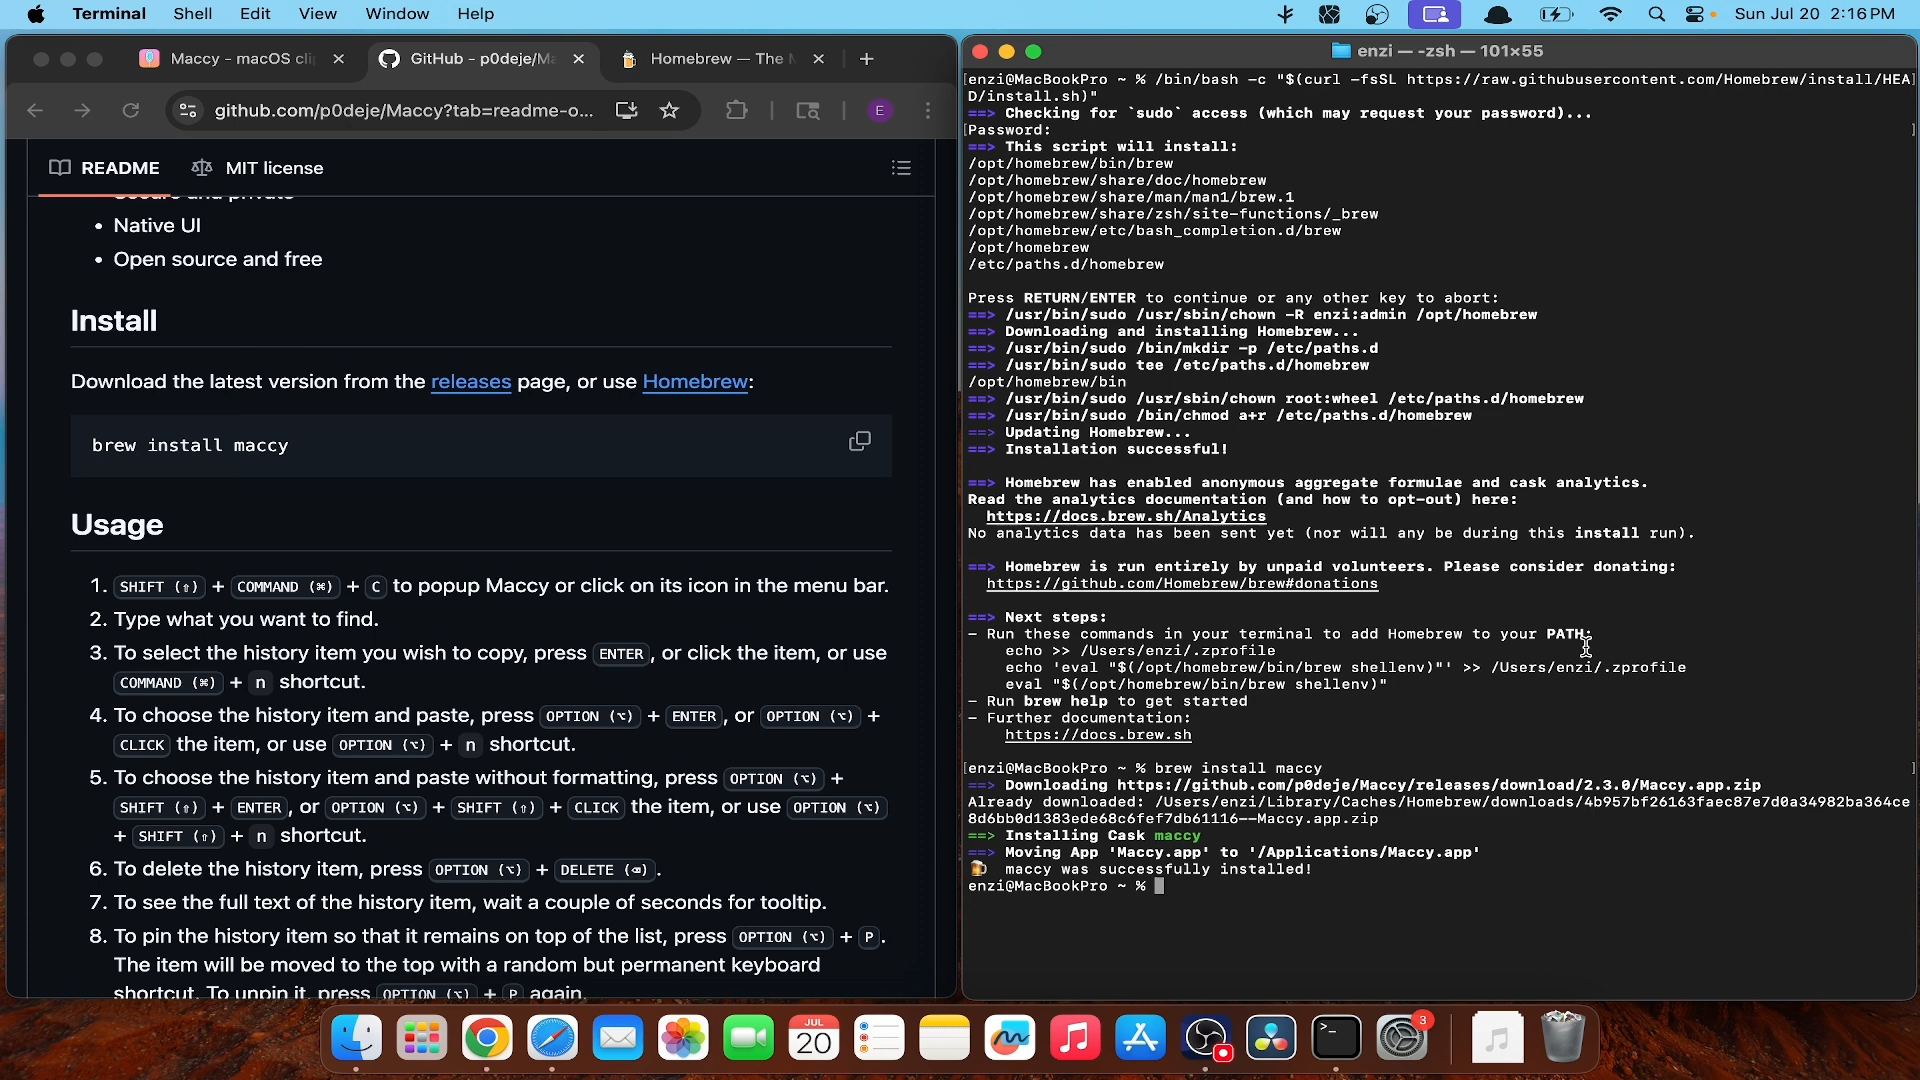 Terminal Shell Edit View Window Help Sun Jul 20 2:16 PM
Maccy - macOS cli
GitHub - p0deje/Ma
Homebrew — The M
github.com/p0deje/Maccy?tab=readme-o...
E
README
MIT license
Secure and private
• Native UI
• Open source and free
Install
Download the latest version from the releases page, or use Homebrew:
brew install maccy
Usage
1. SHIFT (⇧) + COMMAND (⌘) + C to popup Maccy or click on its icon in the menu bar.
2. Type what you want to find.
3. To select the history item you wish to copy, press ENTER, or click the item, or use
COMMAND (⌘) + n shortcut.
4. To choose the history item and paste, press OPTION (⌥) + ENTER, or OPTION (⌥) +
CLICK the item, or use OPTION (⌥) + n shortcut.
5. To choose the history item and paste without formatting, press OPTION (⌥) +
SHIFT (⇧) + ENTER, or OPTION (⌥) + SHIFT (⇧) + CLICK the item, or use OPTION (⌥)
+ SHIFT (⇧) + n shortcut.
6. To delete the history item, press OPTION (⌥) + DELETE (⌫).
7. To see the full text of the history item, wait a couple of seconds for tooltip.
8. To pin the history item so that it remains on top of the list, press OPTION (⌥) + P.
The item will be moved to the top with a random but permanent keyboard
shortcut. To unpin it, press OPTION (⌥) + P again.
enzi — -zsh — 101×55
[enzi@MacBookPro ~ % /bin/bash -c "$(curl -fsSL https://raw.githubusercontent.com/Homebrew/install/HEA]
D/install.sh)"
==> Checking for `sudo` access (which may request your password)...
[Password: ]
==> This script will install:
/opt/homebrew/bin/brew
/opt/homebrew/share/doc/homebrew
/opt/homebrew/share/man/man1/brew.1
/opt/homebrew/share/zsh/site-functions/_brew
/opt/homebrew/etc/bash_completion.d/brew
/opt/homebrew
/etc/paths.d/homebrew
Press RETURN/ENTER to continue or any other key to abort:
==> /usr/bin/sudo /usr/sbin/chown -R enzi:admin /opt/homebrew
==> Downloading and installing Homebrew...
==> /usr/bin/sudo /bin/mkdir -p /etc/paths.d
==> /usr/bin/sudo tee /etc/paths.d/homebrew
/opt/homebrew/bin
==> /usr/bin/sudo /usr/sbin/chown root:wheel /etc/paths.d/homebrew
==> /usr/bin/sudo /bin/chmod a+r /etc/paths.d/homebrew
==> Updating Homebrew...
==> Installation successful!
==> Homebrew has enabled anonymous aggregate formulae and cask analytics.
Read the analytics documentation (and how to opt-out) here:
https://docs.brew.sh/Analytics
No analytics data has been sent yet (nor will any be during this install run).
==> Homebrew is run entirely by unpaid volunteers. Please consider donating:
https://github.com/Homebrew/brew#donations
==> Next steps:
- Run these commands in your terminal to add Homebrew to your PATH:
echo >> /Users/enzi/.zprofile
echo 'eval "$(/opt/homebrew/bin/brew shellenv)"' >> /Users/enzi/.zprofile
eval "$(/opt/homebrew/bin/brew shellenv)"
- Run brew help to get started
- Further documentation:
https://docs.brew.sh
[enzi@MacBookPro ~ % brew install maccy ]
==> Downloading https://github.com/p0deje/Maccy/releases/download/2.3.0/Maccy.app.zip
Already downloaded: /Users/enzi/Library/Caches/Homebrew/downloads/4b957bf26163faec87e7d0a34982ba364ce
8d6bb0d1383ede68c6fef7db61116--Maccy.app.zip
==> Installing Cask maccy
==> Moving App 'Maccy.app' to '/Applications/Maccy.app'
🍺 maccy was successfully installed!
enzi@MacBookPro ~ %
JUL
20
3